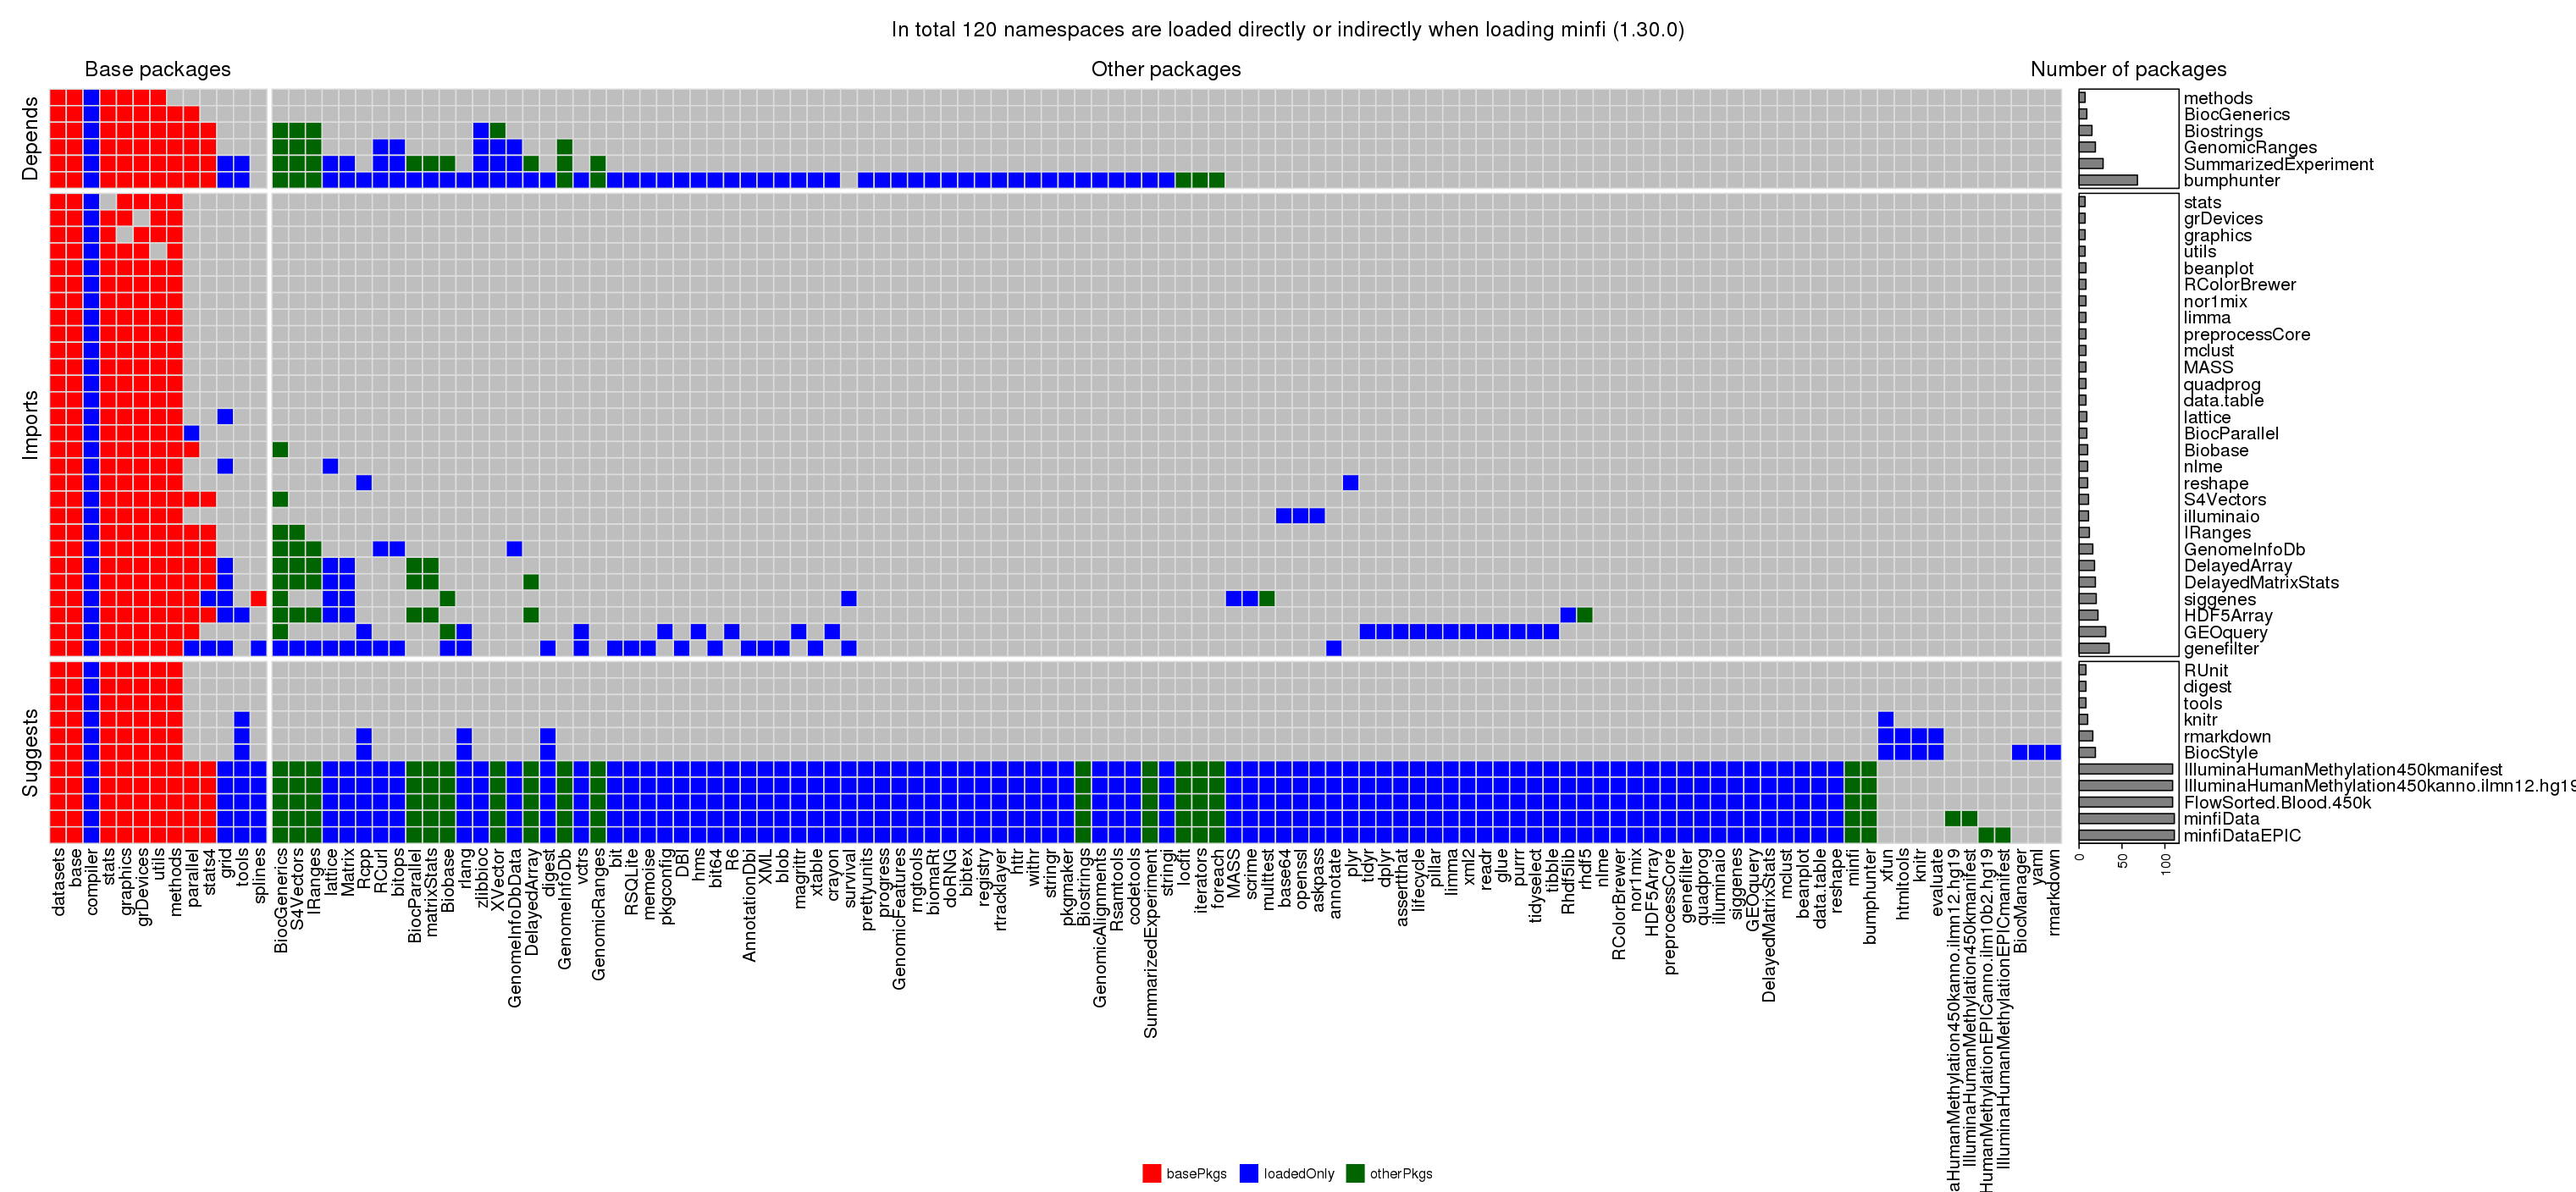 In total 120 namespaces are loaded directly or indirectly when loading minfi (1.30.0)
Base packages
Other packages
Number of packages
Depends
methods
BiocGenerics
Biostrings
GenomicRanges
SummarizedExperiment
bumphunter
Imports
stats
grDevices
graphics
utils
beanplot
RColorBrewer
nor1mix
limma
preprocessCore
mclust
MASS
quadprog
data.table
lattice
BiocParallel
Biobase
nlme
reshape
S4Vectors
illuminaio
IRanges
GenomeInfoDb
DelayedArray
DelayedMatrixStats
siggenes
HDF5Array
GEOquery
genefilter
Suggests
RUnit
digest
tools
knitr
rmarkdown
BiocStyle
IlluminaHumanMethylation450kmanifest
IlluminaHumanMethylation450kanno.ilmn12.hg19
FlowSorted.Blood.450k
minfiData
minfiDataEPIC
0
50
100
datasets
base
compiler
stats
graphics
grDevices
utils
methods
parallel
stats4
grid
tools
splines
BiocGenerics
S4Vectors
IRanges
lattice
Matrix
Rcpp
RCurl
bitops
BiocParallel
matrixStats
Biobase
rlang
zlibbioc
XVector
GenomeInfoDbData
DelayedArray
digest
GenomeInfoDb
vctrs
GenomicRanges
bit
RSQLite
memoise
pkgconfig
DBI
hms
bit64
R6
AnnotationDbi
XML
blob
magrittr
xtable
crayon
survival
prettyunits
progress
GenomicFeatures
rngtools
biomaRt
doRNG
bibtex
registry
rtracklayer
httr
withr
stringr
pkgmaker
Biostrings
GenomicAlignments
Rsamtools
codetools
SummarizedExperiment
stringi
locfit
iterators
foreach
MASS
scrime
multtest
base64
openssl
askpass
annotate
plyr
tidyr
dplyr
assertthat
lifecycle
pillar
limma
xml2
readr
glue
purrr
tidyselect
tibble
Rhdf5lib
rhdf5
nlme
RColorBrewer
nor1mix
HDF5Array
preprocessCore
genefilter
quadprog
illuminaio
siggenes
GEOquery
DelayedMatrixStats
mclust
beanplot
data.table
reshape
minfi
bumphunter
xfun
htmltools
knitr
evaluate
aHumanMethylation450kanno.ilmn12.hg19
IlluminaHumanMethylation450kmanifest
HumanMethylationEPICanno.ilm10b2.hg19
IlluminaHumanMethylationEPICmanifest
BiocManager
yaml
rmarkdown
basePkgs
loadedOnly
otherPkgs